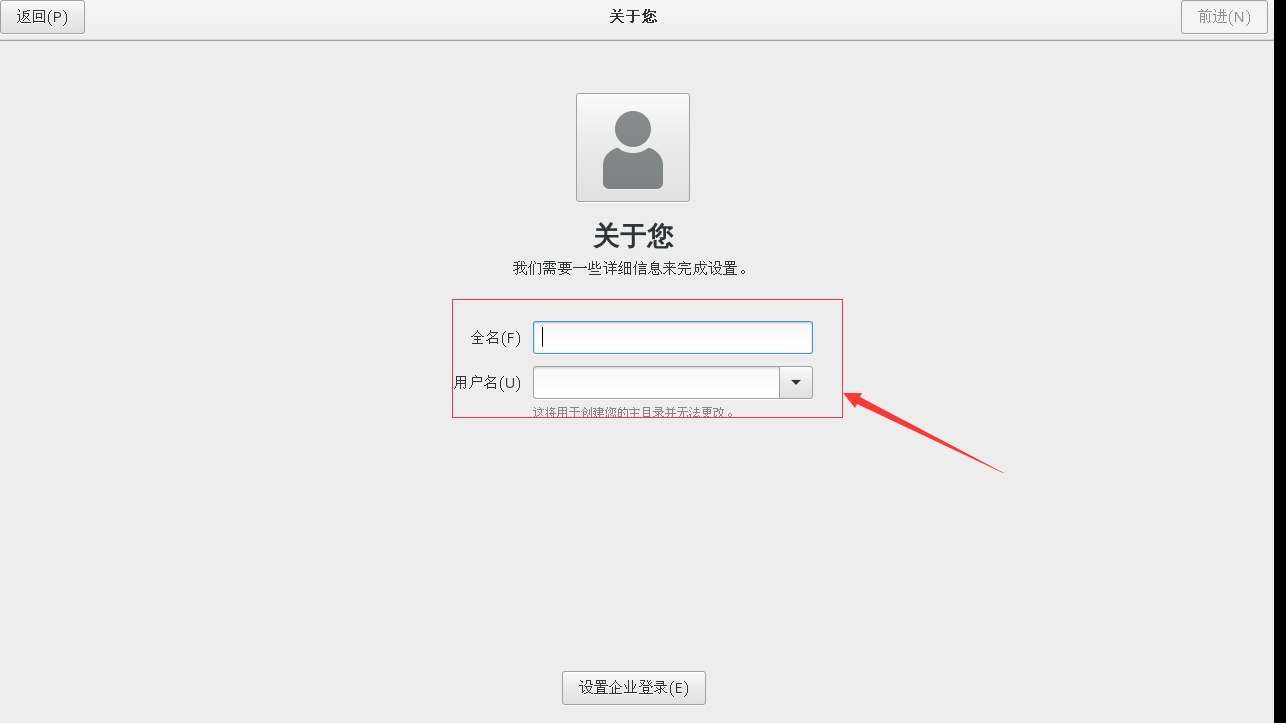 返回(P)
关于您
前进(N)
关于您
我们需要一些详细信息来完成设置。
全名(F)
用户名(U)
这将用于创建您的主目录并无法更改。
设置企业登录(E)